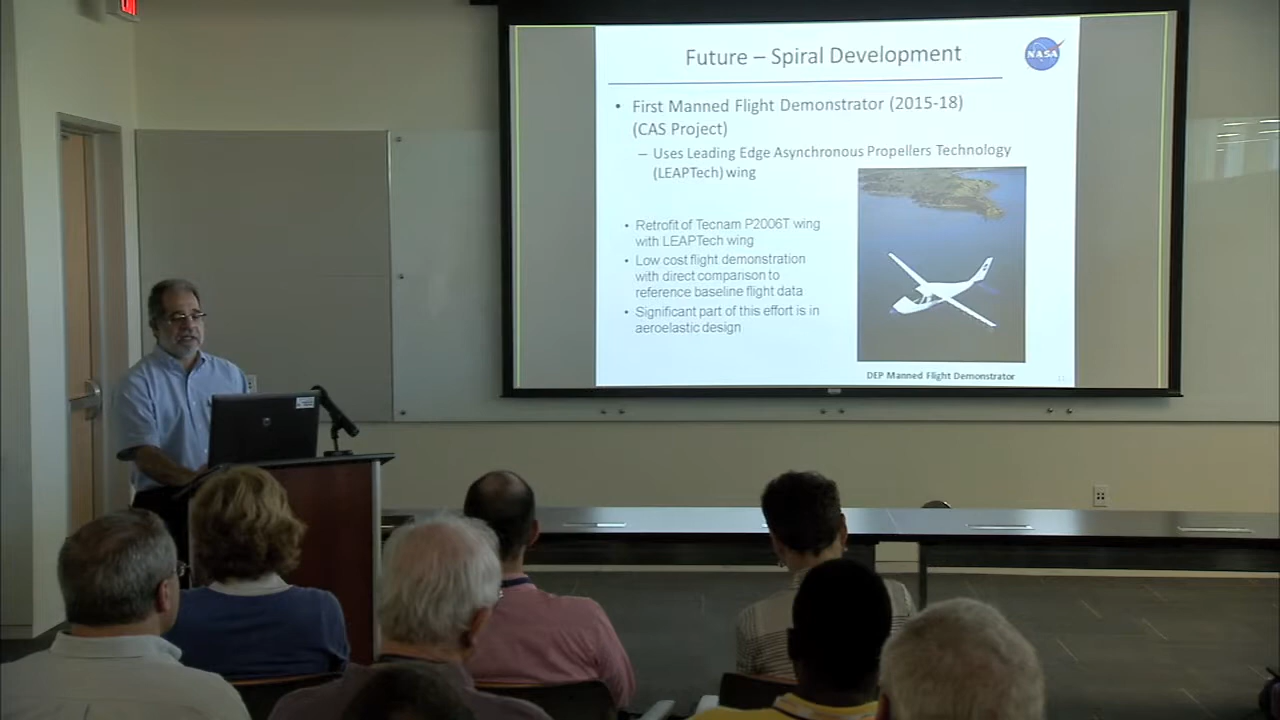 Future – Spiral Development
NASA
• First Manned Flight Demonstrator (2015-18)
(CAS Project)
– Uses Leading Edge Asynchronous Propellers Technology
(LEAPTech) wing
• Retrofit of Tecnam P2006T wing
with LEAPTech wing
• Low cost flight demonstration
with direct comparison to
reference baseline flight data
• Significant part of this effort is in
aeroelastic design
DEP Manned Flight Demonstrator